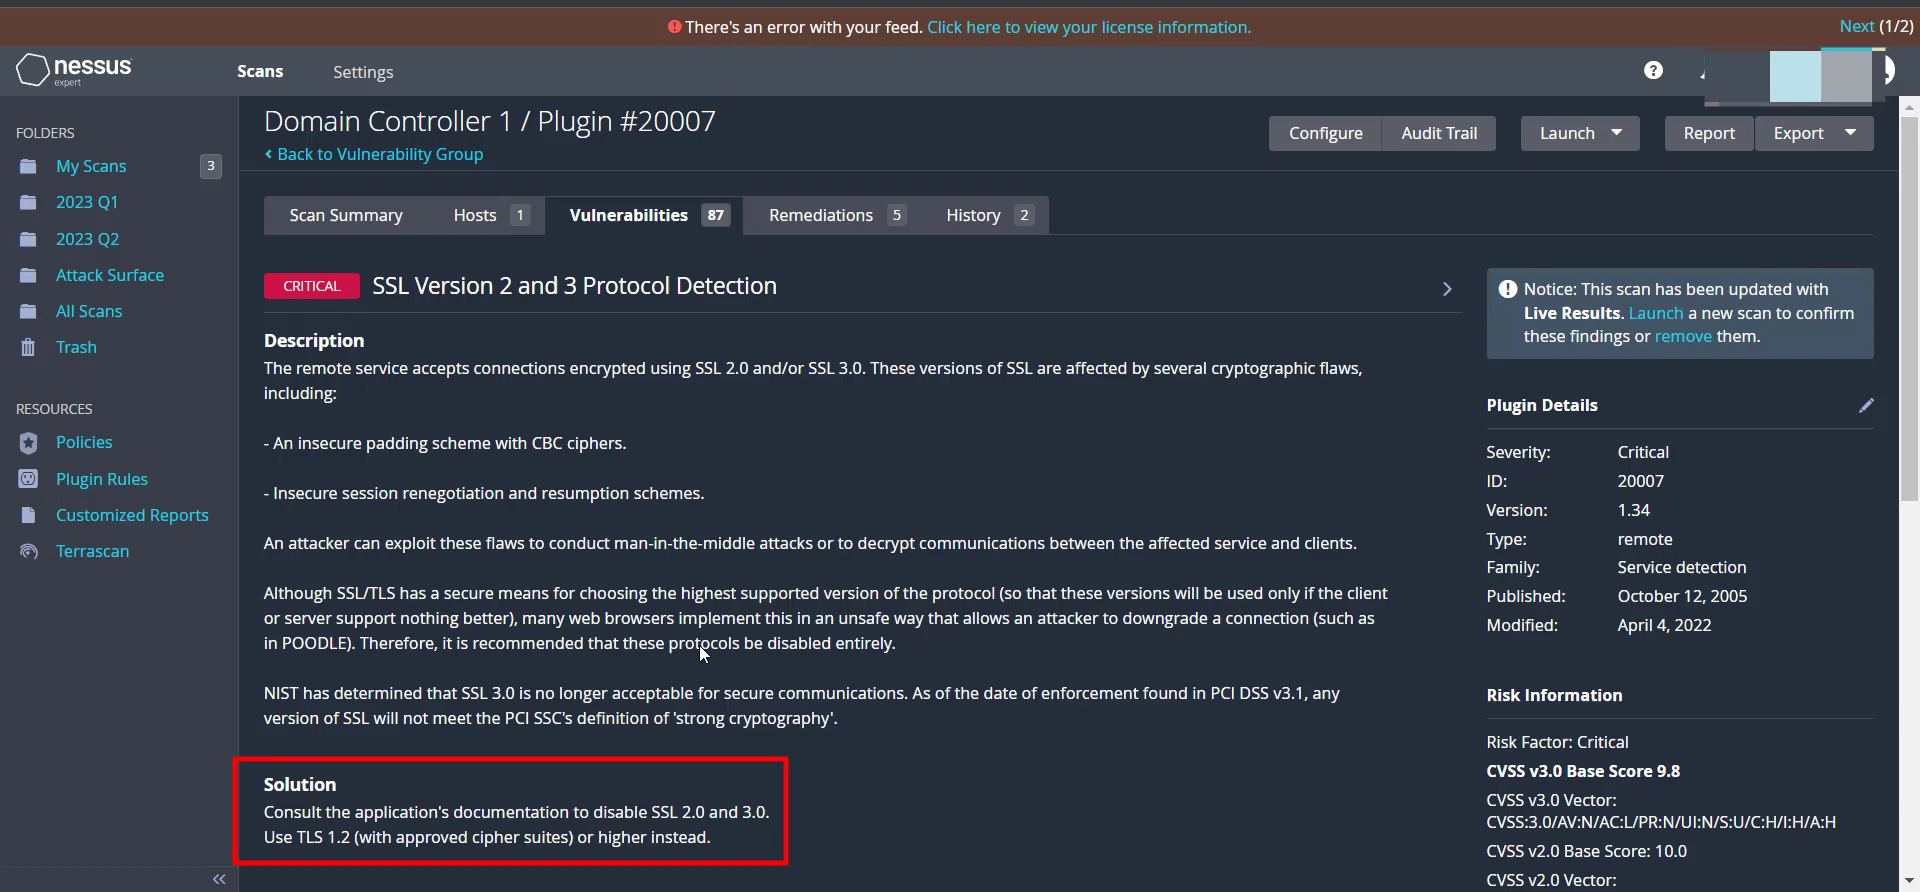 There's an error with your feed. Click here to view your license information.
Next (1/2)
nessus
expert
Scans
Settings
FOLDERS
My Scans
3
2023 Q1
2023 Q2
Attack Surface
All Scans
Trash
RESOURCES
Policies
Plugin Rules
Customized Reports
Terrascan
Domain Controller 1 / Plugin #20007
Back to Vulnerability Group
Configure
Audit Trail
Launch
Report
Export
Scan Summary
Hosts 1
Vulnerabilities 87
Remediations 5
History 2
CRITICAL
SSL Version 2 and 3 Protocol Detection
Description
The remote service accepts connections encrypted using SSL 2.0 and/or SSL 3.0. These versions of SSL are affected by several cryptographic flaws,
including:
- An insecure padding scheme with CBC ciphers.
- Insecure session renegotiation and resumption schemes.
An attacker can exploit these flaws to conduct man-in-the-middle attacks or to decrypt communications between the affected service and clients.
Although SSL/TLS has a secure means for choosing the highest supported version of the protocol (so that these versions will be used only if the client
or server support nothing better), many web browsers implement this in an unsafe way that allows an attacker to downgrade a connection (such as
in POODLE). Therefore, it is recommended that these protocols be disabled entirely.
NIST has determined that SSL 3.0 is no longer acceptable for secure communications. As of the date of enforcement found in PCI DSS v3.1, any
version of SSL will not meet the PCI SSC's definition of 'strong cryptography'.
Solution
Consult the application's documentation to disable SSL 2.0 and 3.0.
Use TLS 1.2 (with approved cipher suites) or higher instead.
Notice: This scan has been updated with
Live Results. Launch a new scan to confirm
these findings or remove them.
Plugin Details
Severity: Critical
ID: 20007
Version: 1.34
Type: remote
Family: Service detection
Published: October 12, 2005
Modified: April 4, 2022
Risk Information
Risk Factor: Critical
CVSS v3.0 Base Score 9.8
CVSS v3.0 Vector:
CVSS:3.0/AV:N/AC:L/PR:N/UI:N/S:U/C:H/I:H/A:H
CVSS v2.0 Base Score: 10.0
CVSS v2.0 Vector: